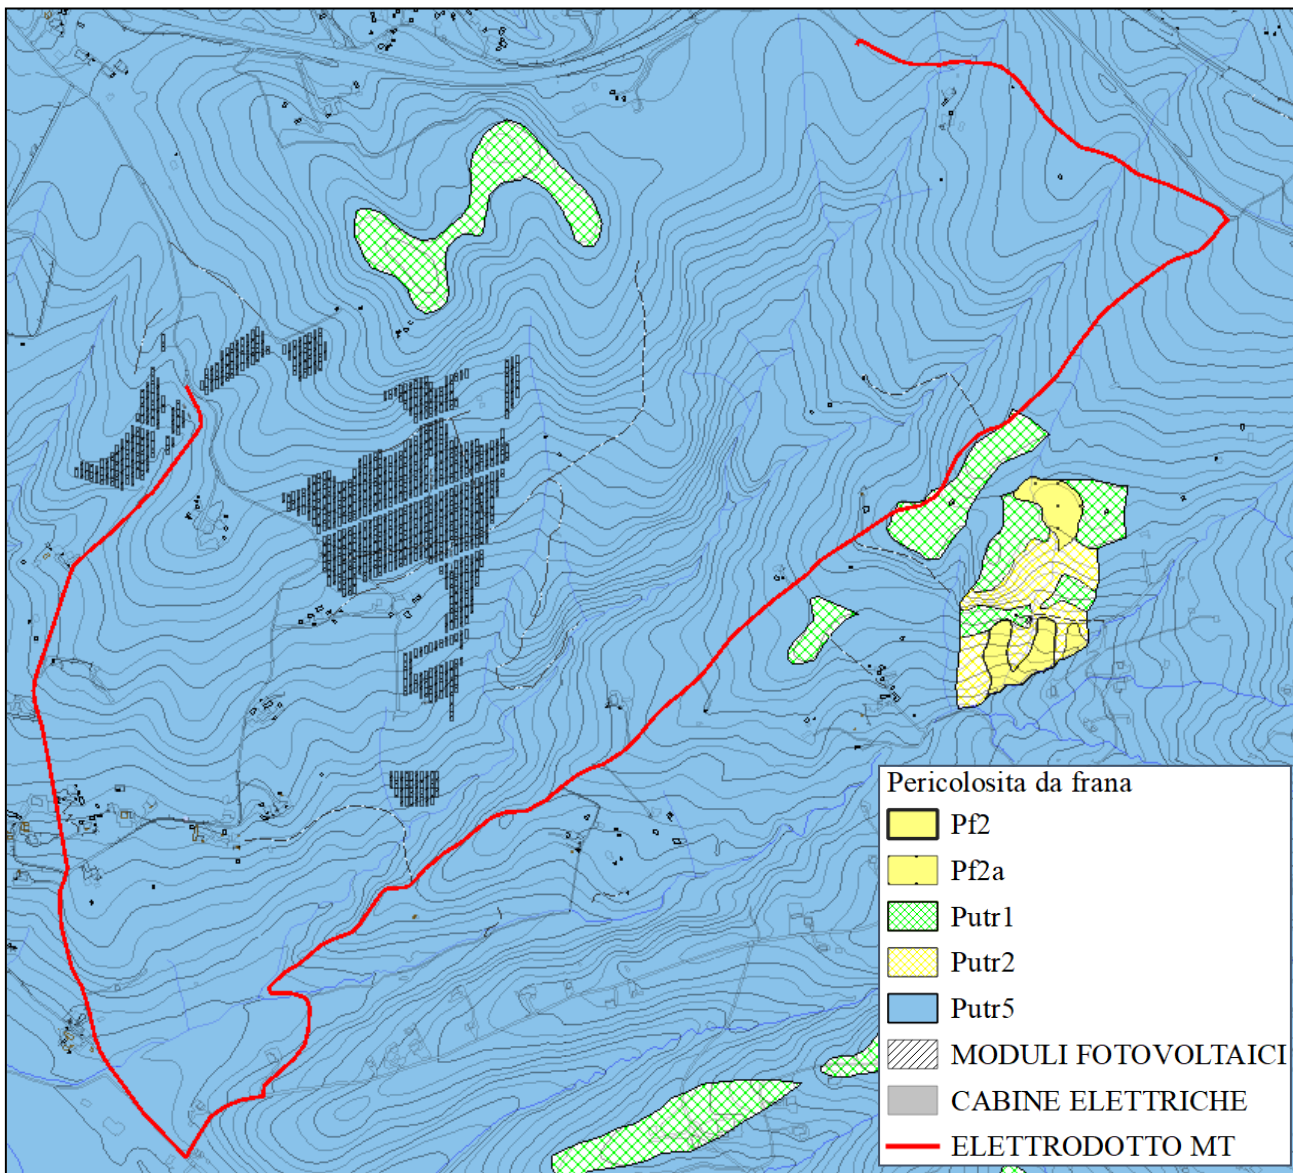 Pericolosita da frana
Pf2
Pf2a
Putr1
Putr2
Putr5
MODULI FOTOVOLTAICI
CABINE ELETTRICHE
ELETTRODOTTO MT